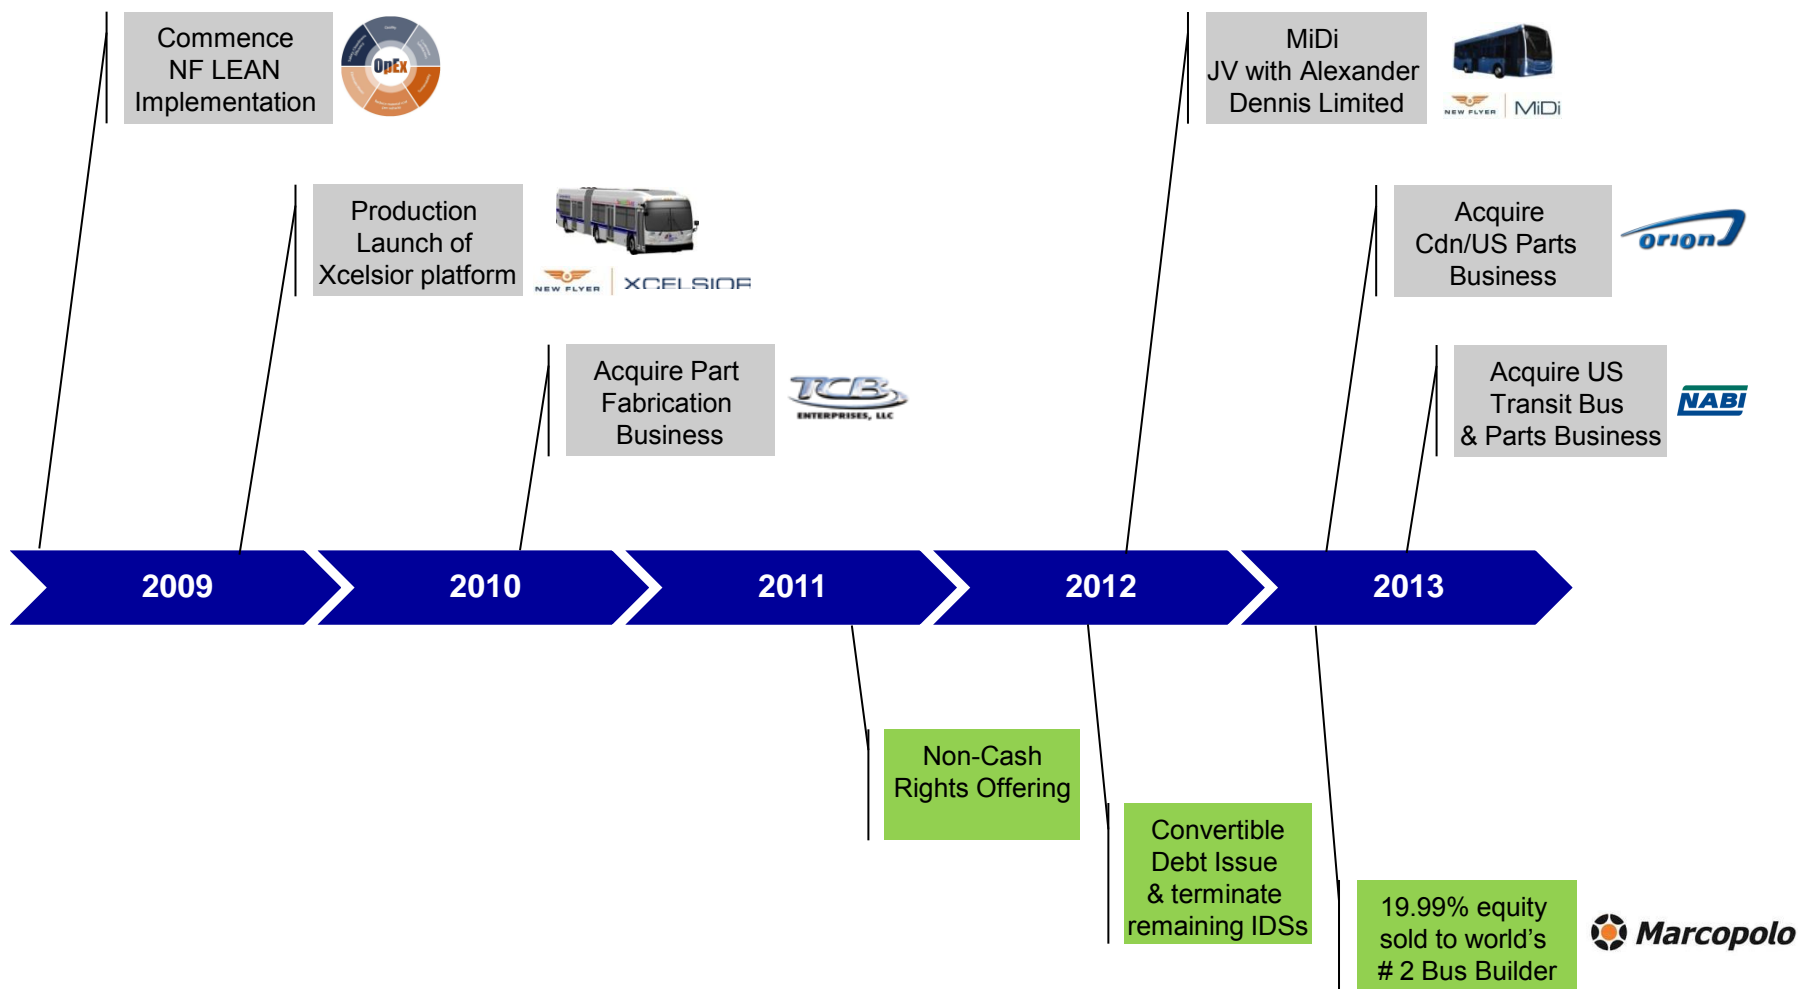 Commence
NF LEAN
Implementation
OpEx
MiDi
JV with Alexander
Dennis Limited
NEW FLYER
MiDi
Production
Launch of
Xcelsior platform
NEW FLYER
XCELSIOR
Acquire
Cdn/US Parts
Business
orion
Acquire Part
Fabrication
Business
TCB
ENTERPRISES, LLC
Acquire US
Transit Bus
& Parts Business
NABI
2009
2010
2011
2012
2013
Non-Cash
Rights Offering
Convertible
Debt Issue
& terminate
remaining IDSs
19.99% equity
sold to world’s
# 2 Bus Builder
Marcopolo